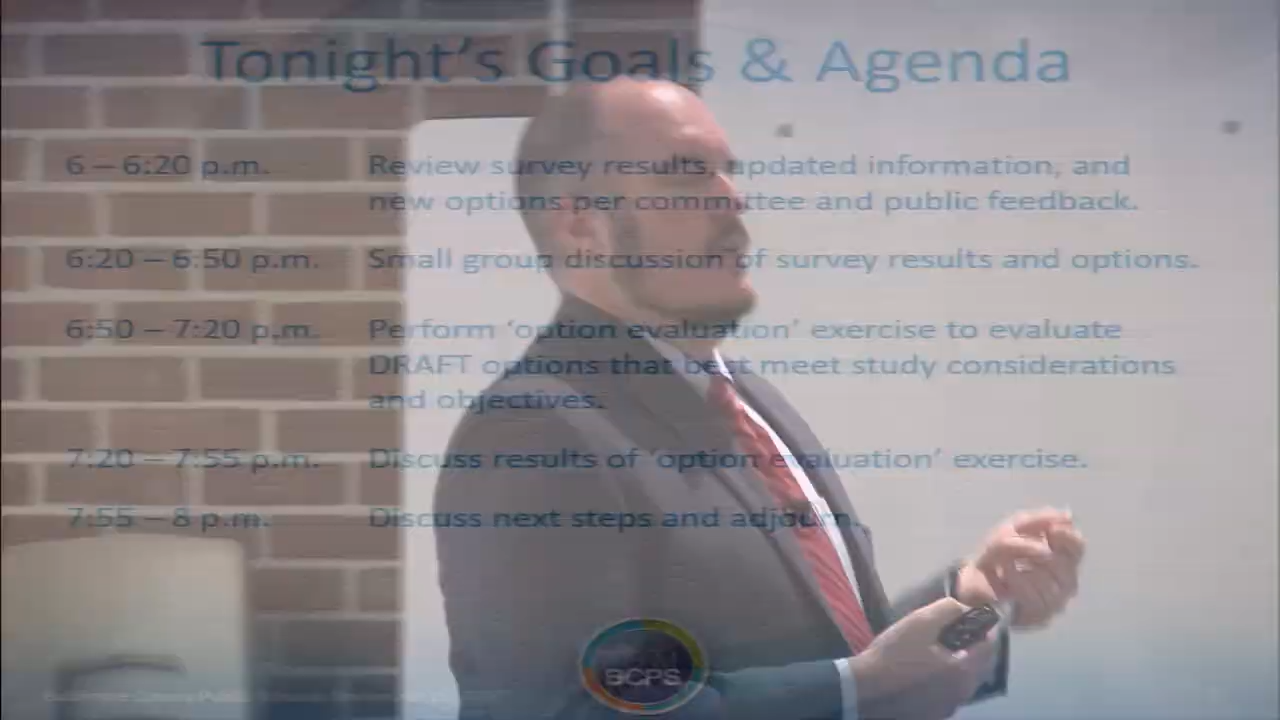 Tonight's Goals & Agenda
6 – 6:20 p.m. Review survey results, updated information, and
new options per committee and public feedback.
6:20 – 6:50 p.m. Small group discussion of survey results and options.
6:50 – 7:20 p.m. Perform 'option evaluation' exercise to evaluate
DRAFT options that best meet study considerations
and objectives.
7:20 – 7:55 p.m. Discuss results of 'option evaluation' exercise.
7:55 – 8 p.m. Discuss next steps and adjourn.
BCPS